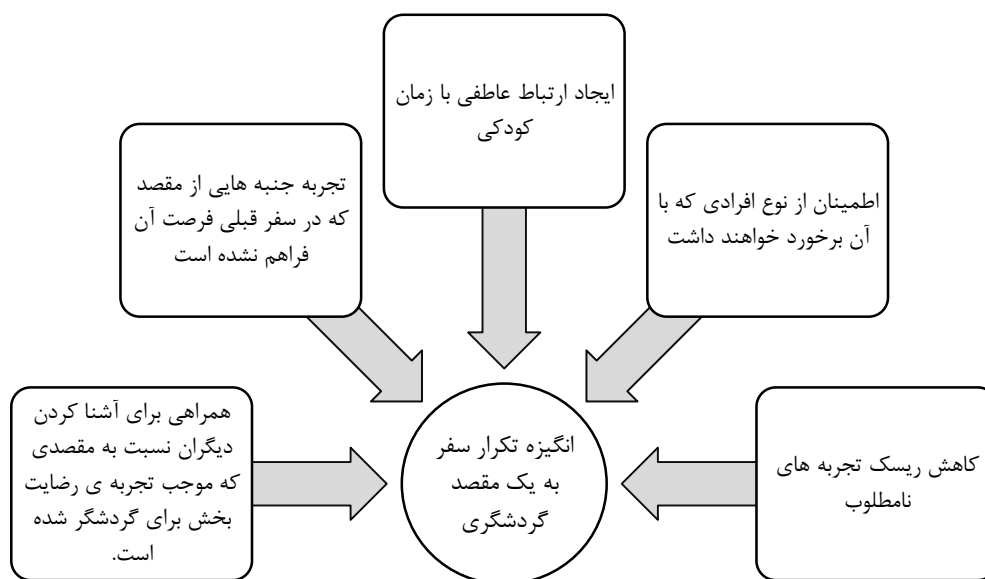 ایجاد ارتباط عاطفی با زمان
کودکی
اطمینان از نوع افرادی که با
آن برخورد خواهند داشت
تجربه جنبه هایی از مقصد
که در سفر قبلی فرصت آن
فراهم نشده است
کاهش ریسک تجربه های
نامطلوب
انگیزه تکرار سفر
به یک مقصد
گردشگری
همراهی برای آشنا کردن
دیگران نسبت به مقصدی
که موجب تجربه ی رضایت
بخش برای گردشگر شده
است.